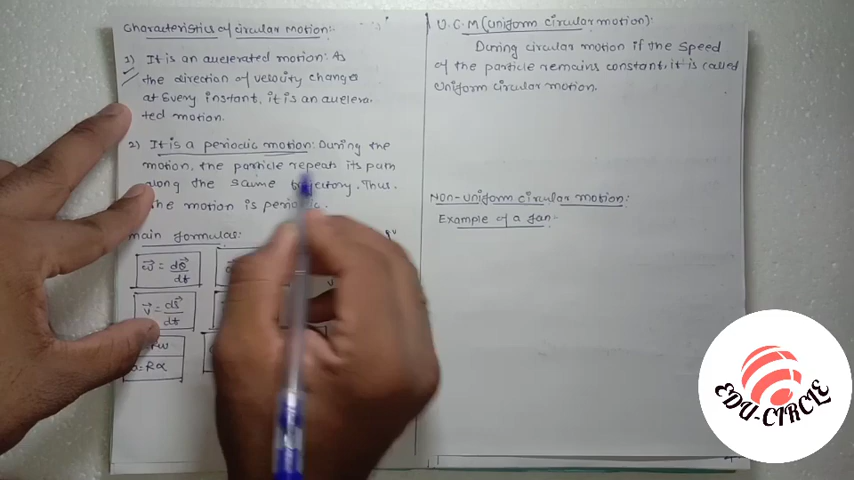 Characteristics of circular motion:
1) It is an auelerated motion: As
the direction of velocity changes
at every instant, it is an auelera-
ted motion.
2) It is a periodic motion: During the
motion, the particle repeats its path
along the same trajectory. Thus.
the motion is periodic.
main formulas:
ω⃗ = dθ⃗/dt
v⃗ = ds⃗/dt
Rω
a=Rα
U.C.M (Uniform circular motion):
During circular motion if the speed
of the particle remains constant, it is called
Uniform circular motion.
Non-uniform circular motion:
Example of a fan-
EDU-CIRCLE